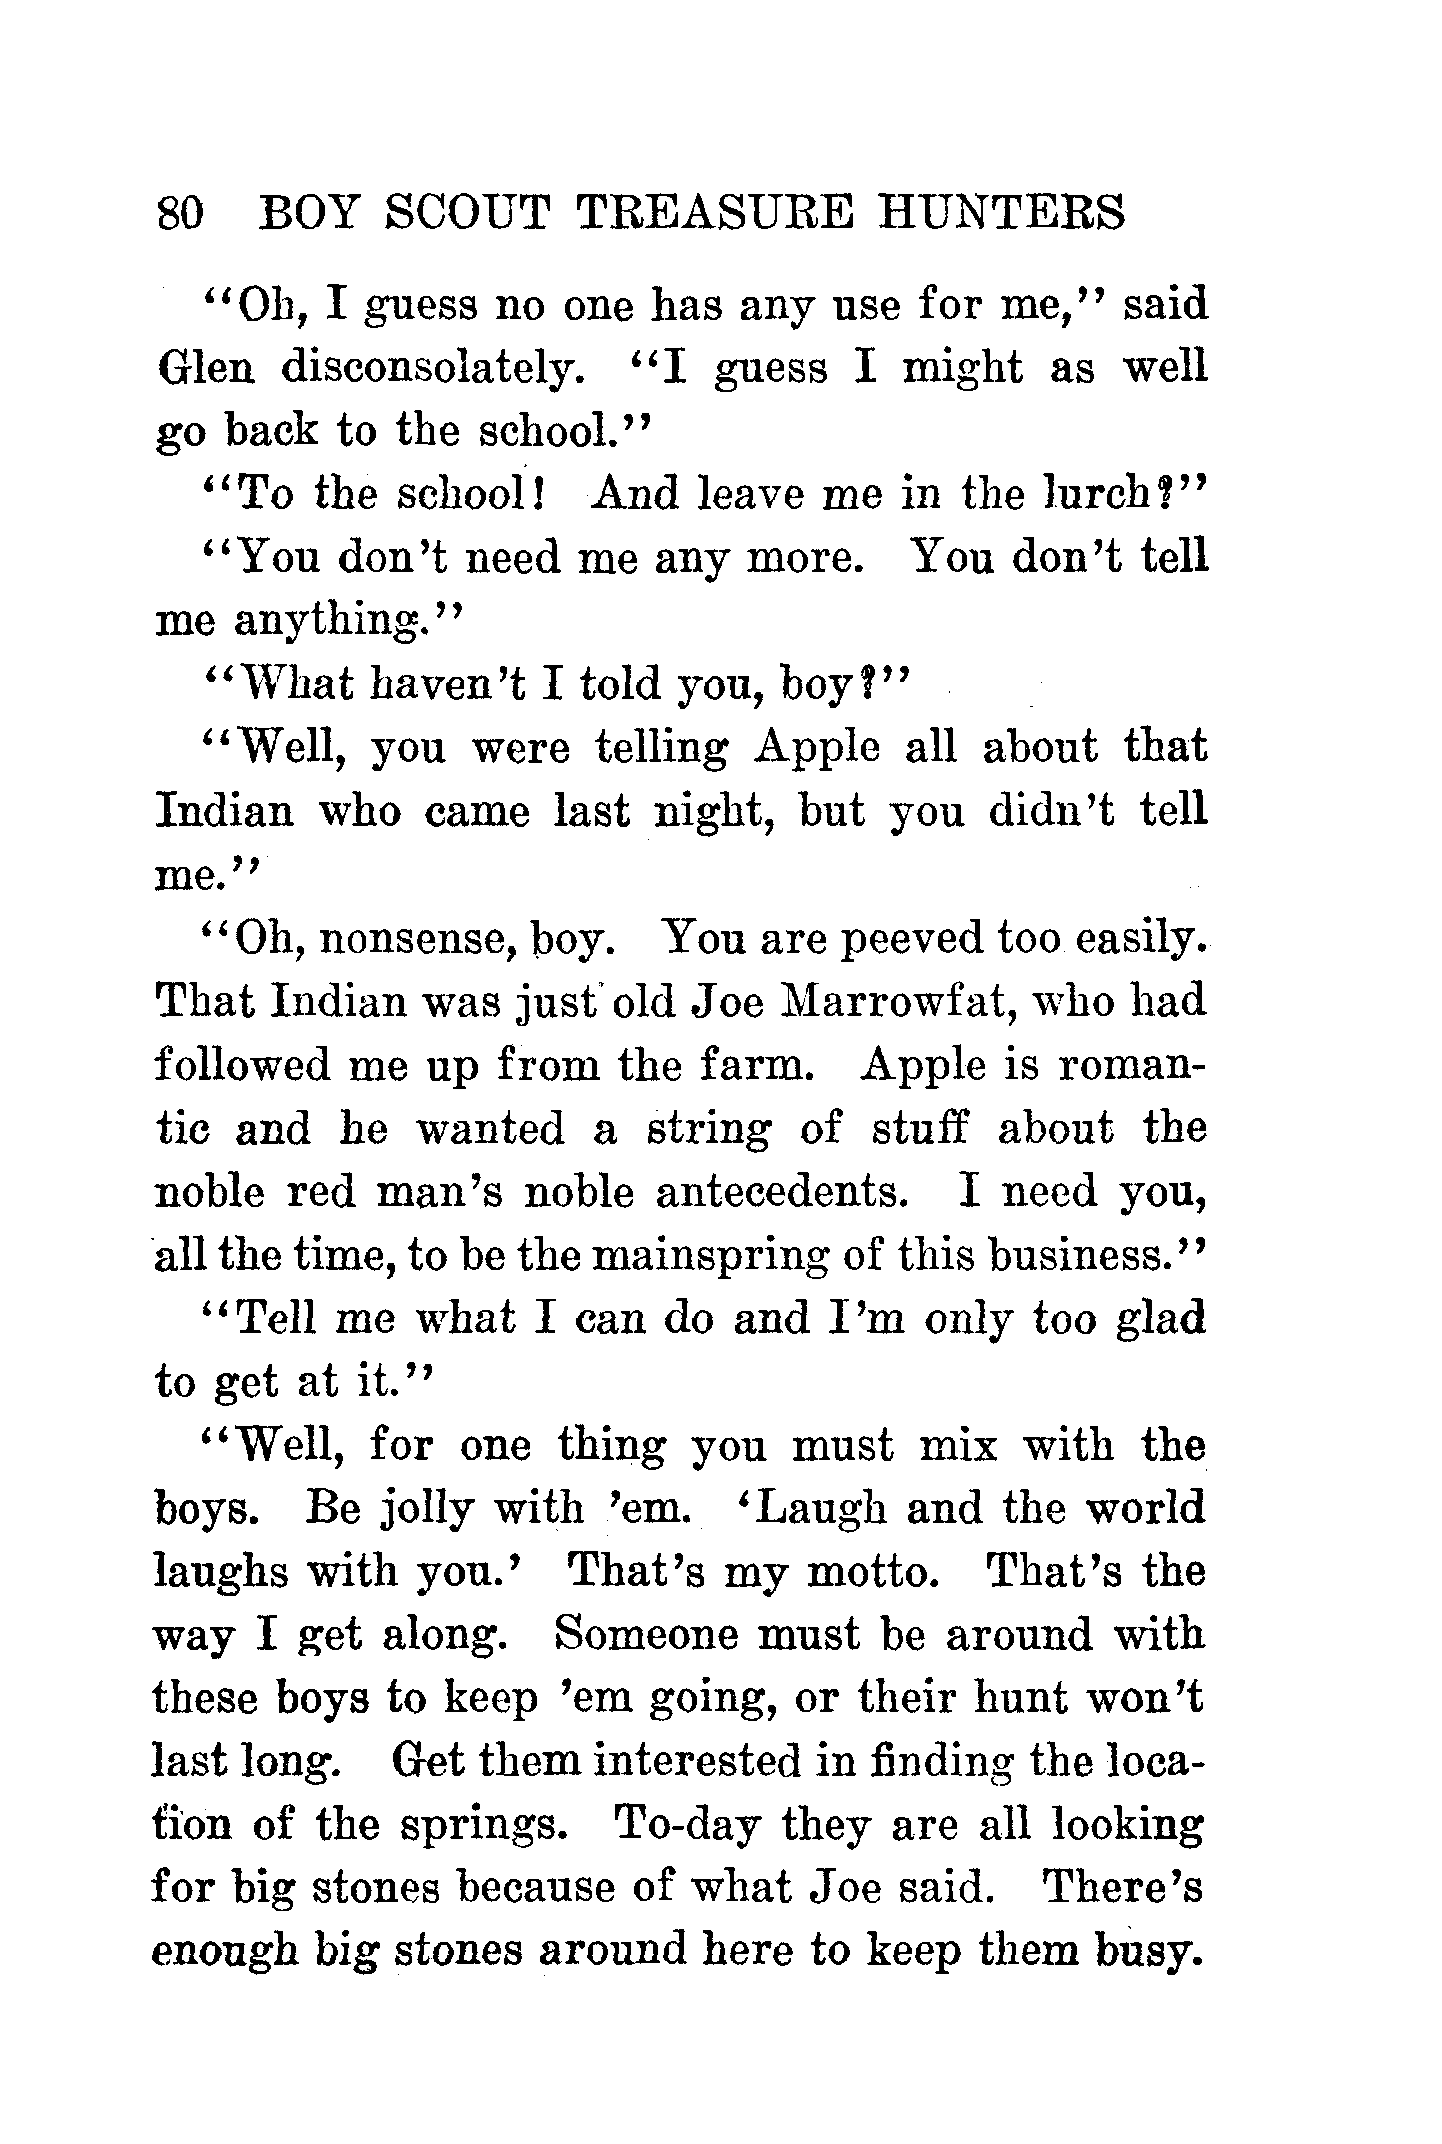 80 BOY SCOUT TREASURE HUNTERS
"Oh, I guess no one has any use for me," said
Glen disconsolately. "I guess I might as well
go back to the school."
"To the school! And leave me in the lurch?"
"You don't need me any more. You don't tell
me anything."
"What haven't I told you, boy?"
"Well, you were telling Apple all about that
Indian who came last night, but you didn't tell
me."
"Oh, nonsense, boy. You are peeved too easily.
That Indian was just old Joe Marrowfat, who had
followed me up from the farm. Apple is roman-
tic and he wanted a string of stuff about the
noble red man's noble antecedents. I need you,
all the time, to be the mainspring of this business."
"Tell me what I can do and I'm only too glad
to get at it."
"Well, for one thing you must mix with the
boys. Be jolly with 'em. 'Laugh and the world
laughs with you.' That's my motto. That's the
way I get along. Someone must be around with
these boys to keep 'em going, or their hunt won't
last long. Get them interested in finding the loca-
tion of the springs. To-day they are all looking
for big stones because of what Joe said. There's
enough big stones around here to keep them busy.